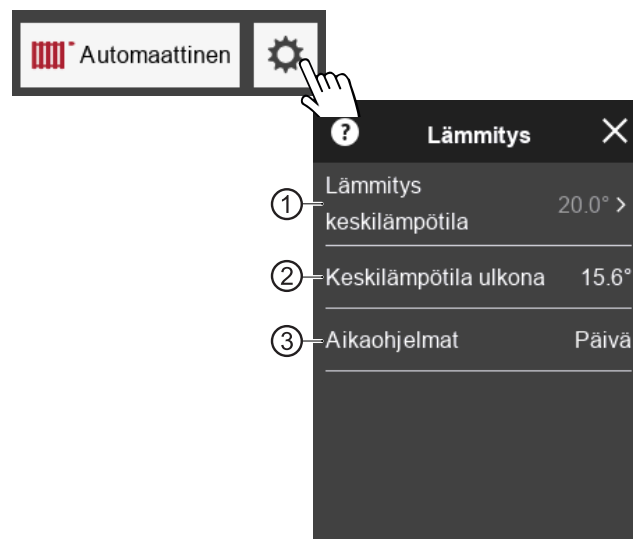 Automaattinen
? Lämmitys
① Lämmitys
keskilämpötila 20.0° >
② Keskilämpötila ulkona 15.6°
③ Aikaohjelmat Päivä